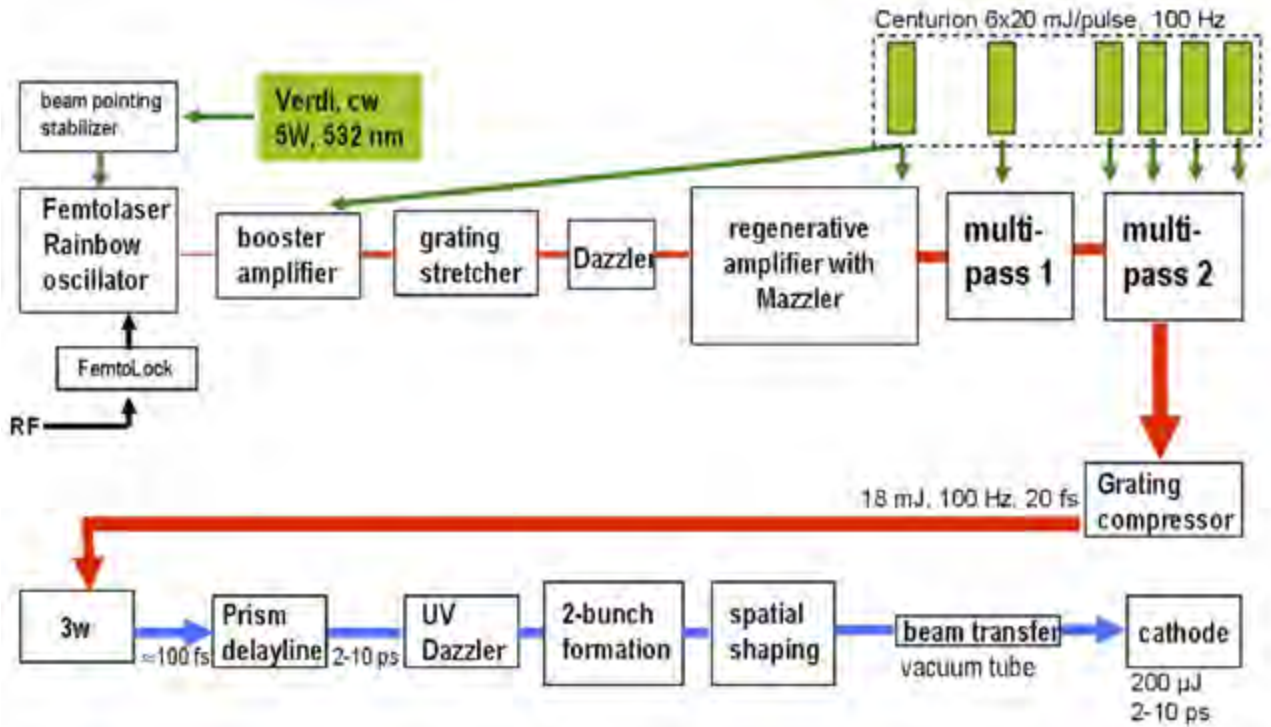 Centurion 6x20 mJ/pulse, 100 Hz
beam pointing
stabilizer
Verdi, cw
5W, 532 nm
Femtolaser
Rainbow
oscillator
booster
amplifier
grating
stretcher
Dazzler
regenerative
amplifier with
Mazzler
multi-
pass 1
multi-
pass 2
FemtoLock
RF
Grating
compressor
18 mJ, 100 Hz, 20 fs
3w
≈100 fs
Prism
delayline
2-10 ps
UV
Dazzler
2-bunch
formation
spatial
shaping
beam transfer
vacuum tube
cathode
200 µJ
2-10 ps